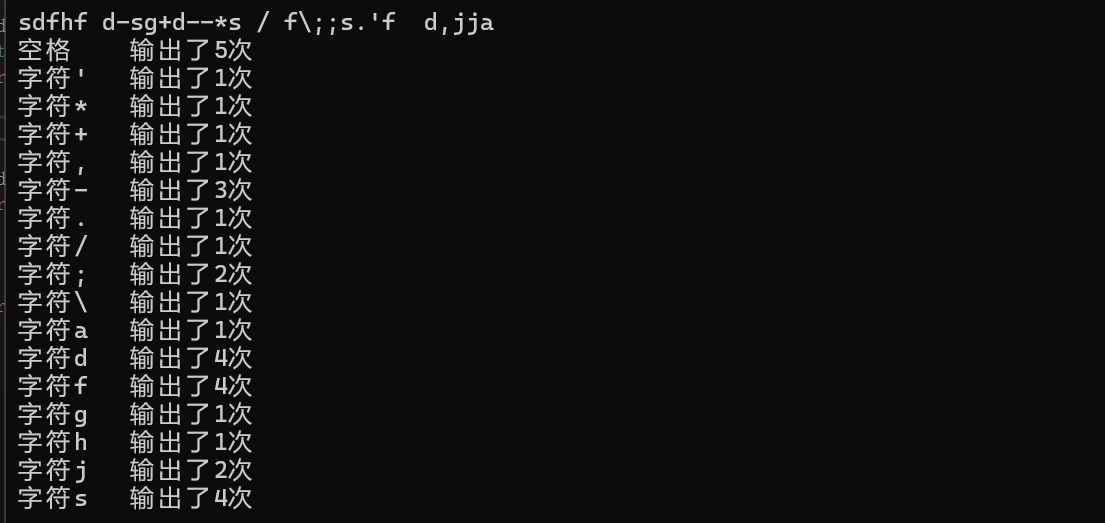 sdfhf d-sg+d--*s / f\;;s.'f  d,jja
空格    输出了5次
字符'   输出了1次
字符*   输出了1次
字符+   输出了1次
字符,   输出了1次
字符-   输出了3次
字符.   输出了1次
字符/   输出了1次
字符;   输出了2次
字符\   输出了1次
字符a   输出了1次
字符d   输出了4次
字符f   输出了4次
字符g   输出了1次
字符h   输出了1次
字符j   输出了2次
字符s   输出了4次